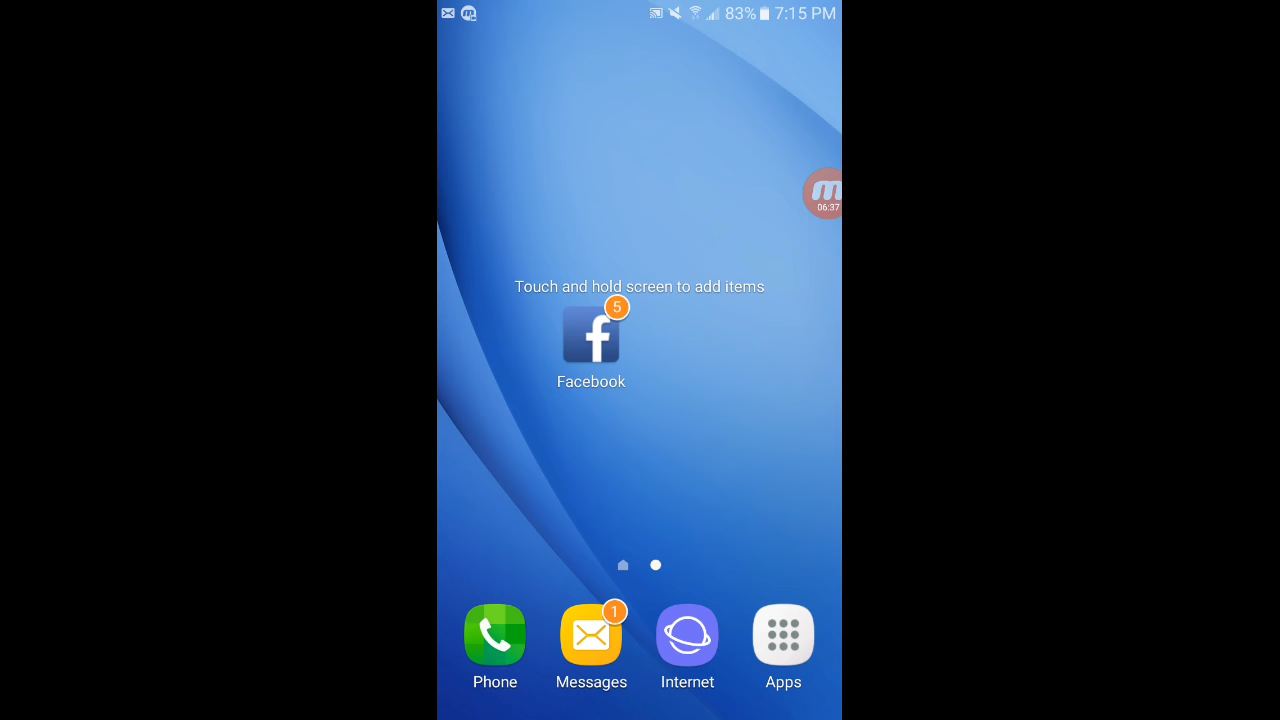 83% 7:15 PM
06:37
Touch and hold screen to add items
5
Facebook
1
Phone Messages Internet Apps